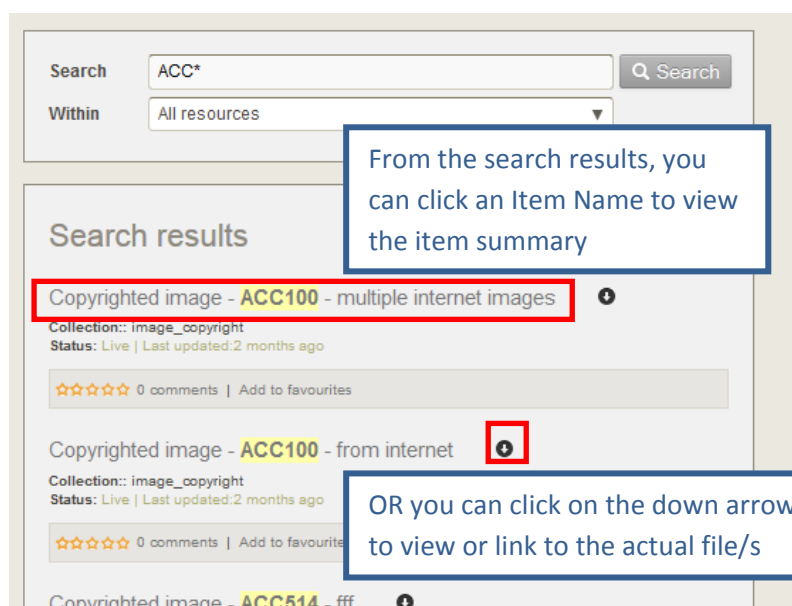 Search ACC* Search
Within All resources
From the search results, you
can click an Item Name to view
the item summary
Search results
Copyrighted image - ACC100 - multiple internet images
Collection:: image_copyright
Status: Live | Last updated:2 months ago
0 comments | Add to favourites
Copyrighted image - ACC100 - from internet
Collection:: image_copyright
Status: Live | Last updated:2 months ago
OR you can click on the down arrow
to view or link to the actual file/s
0 comments | Add to favourite
Copyrighted image - ACC514 - fff